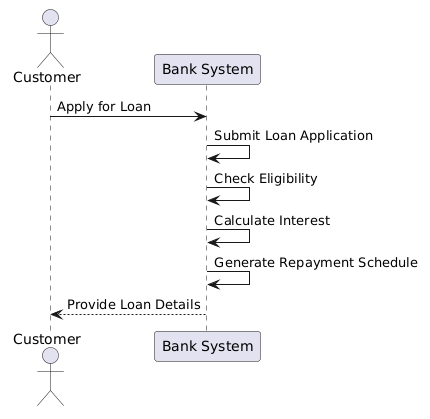 Customer
Bank System
Apply for Loan
Submit Loan Application
Check Eligibility
Calculate Interest
Generate Repayment Schedule
Provide Loan Details
Customer
Bank System